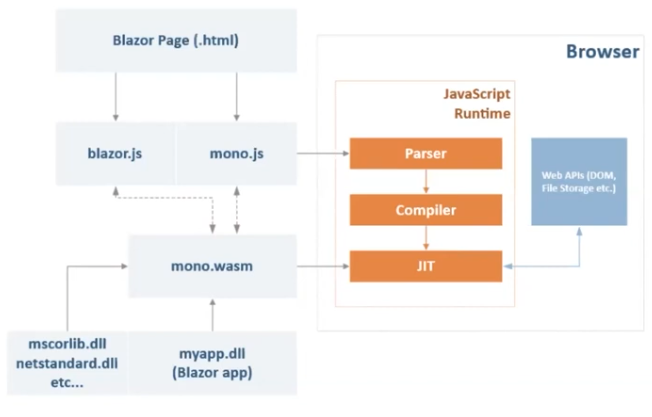 Blazor Page (.html)
Browser
JavaScript
Runtime
blazor.js
mono.js
Parser
Web APIs (DOM,
File Storage etc.)
Compiler
mono.wasm
JIT
mscorlib.dll
netstandard.dli
etc...
myapp.dll
(Blazor app)